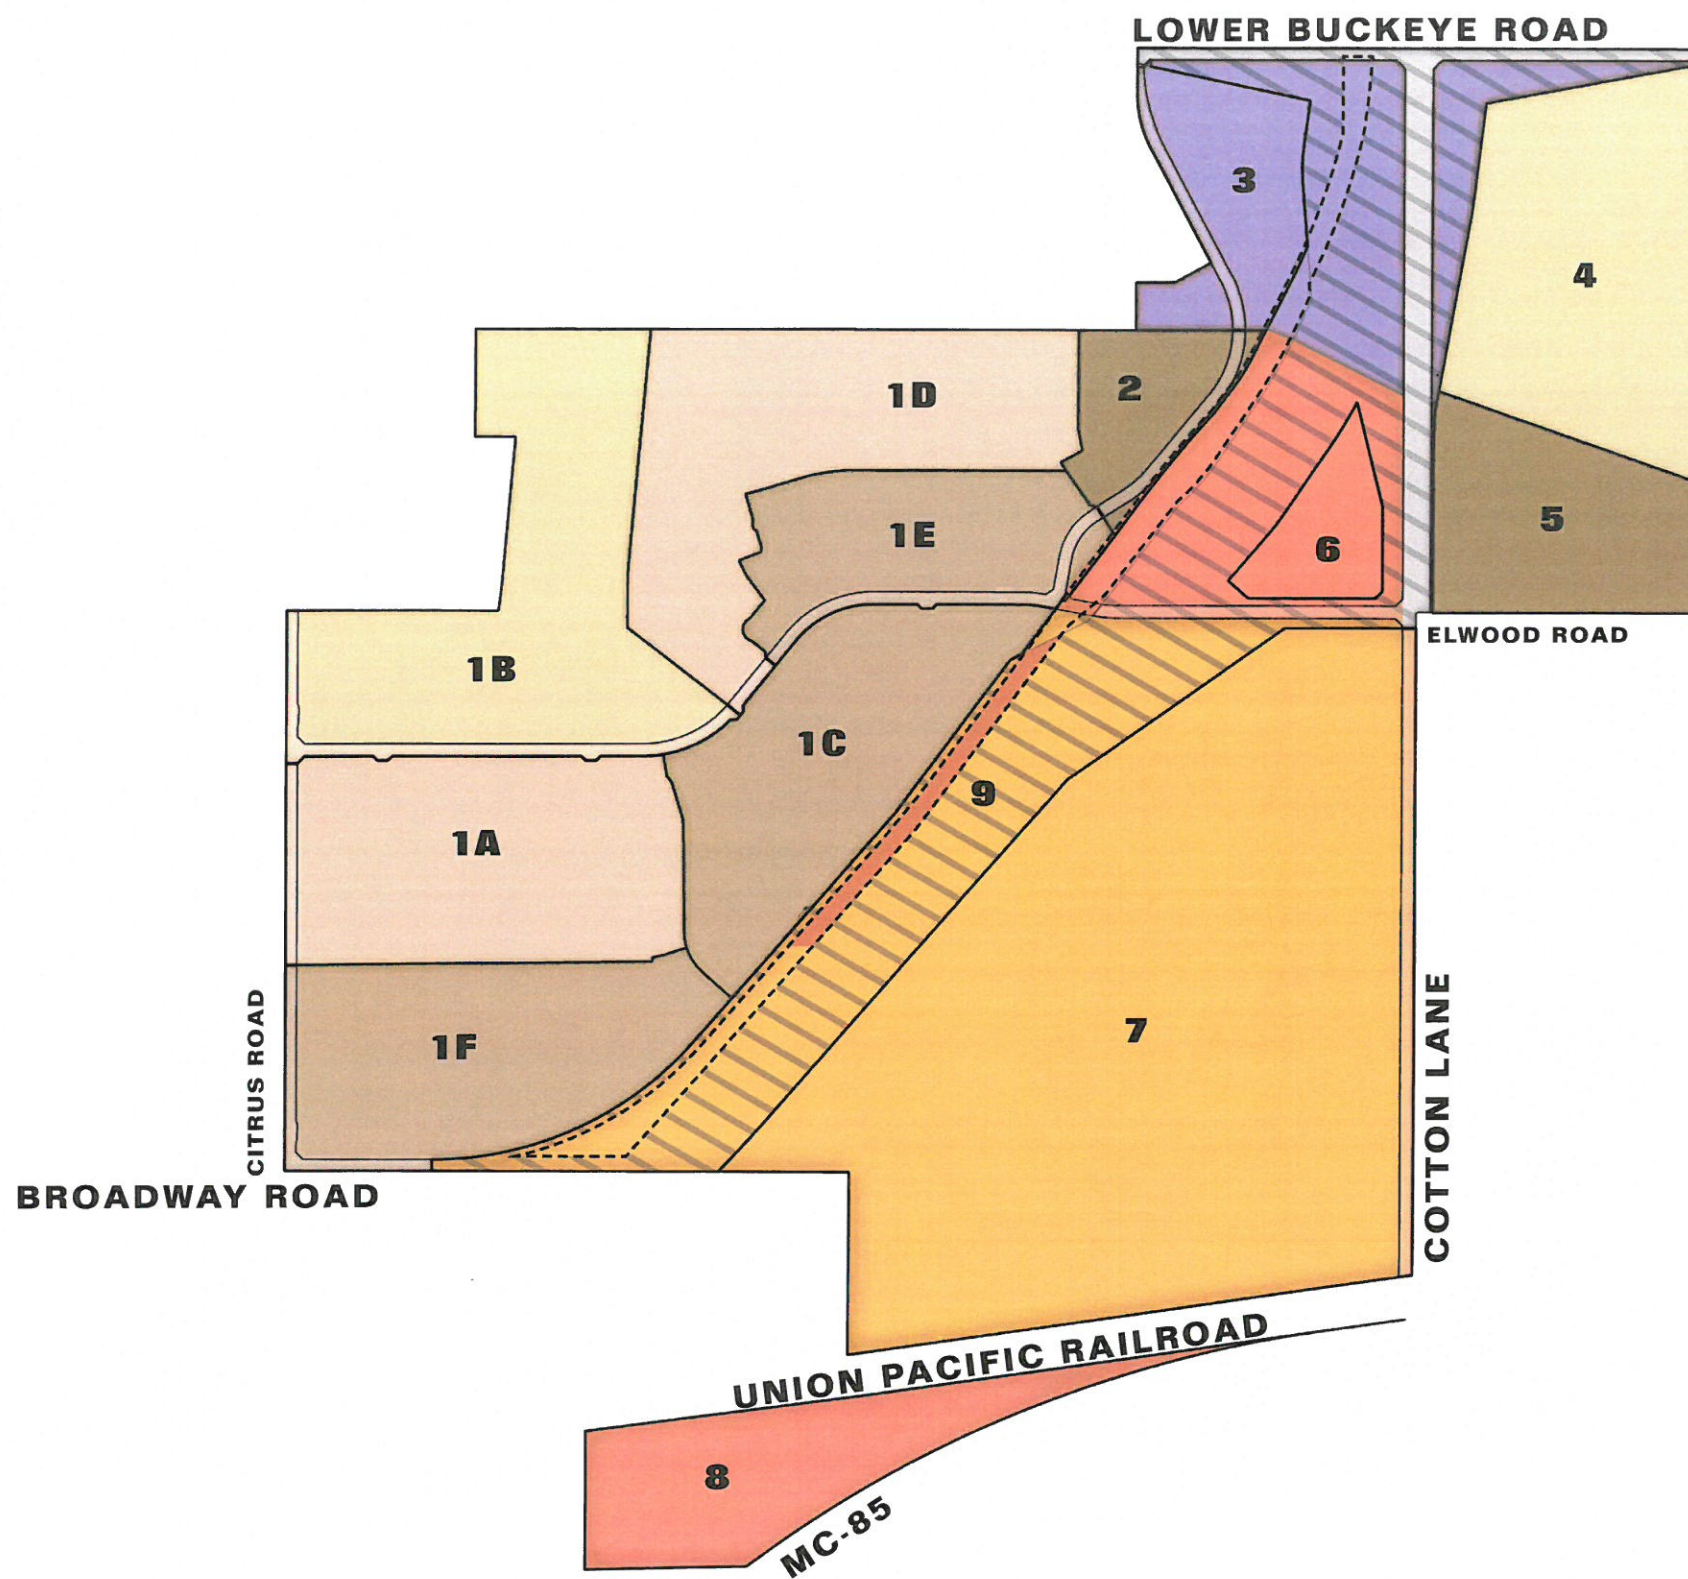 LOWER BUCKEYE ROAD
3
4
1D
2
1E
5
6
ELWOOD ROAD
1B
1C
9
1A
7
1F
CITRUS ROAD
COTTON LANE
BROADWAY ROAD
UNION PACIFIC RAILROAD
8
MC-85